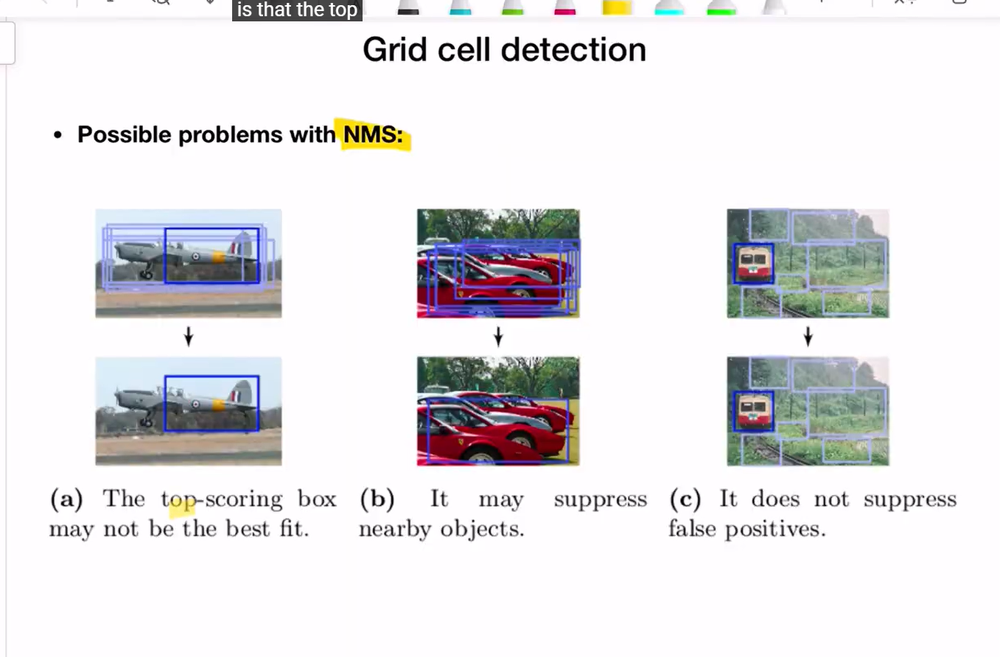 is that the top
Grid cell detection
• Possible problems with NMS:
(a) The top-scoring box
may not be the best fit.
(b) It may suppress
nearby objects.
(c) It does not suppress
false positives.